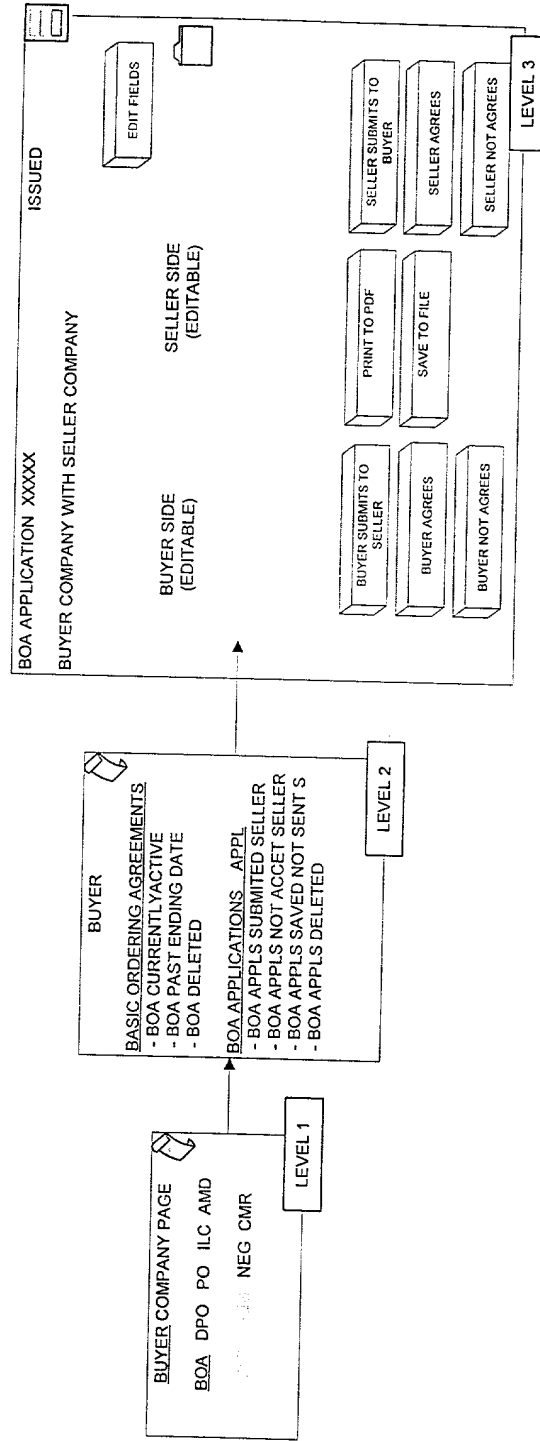 BUYER COMPANY PAGE
BOA DPO PO ILC AMD
NEG CMR
LEVEL 1
BUYER
BASIC ORDERING AGREEMENTS
- BOA CURRENTLYACTIVE
- BOA PAST ENDING DATE
- BOA DELETED
BOA APPLICATIONS APPL
- BOA APPLS SUBMITED SELLER
- BOA APPLS NOT ACCET SELLER
- BOA APPLS SAVED NOT SENT S
- BOA APPLS DELETED
LEVEL 2
BOA APPLICATION XXXXX ISSUED
BUYER COMPANY WITH SELLER COMPANY
EDIT FIELDS
BUYER SIDE
(EDITABLE)
SELLER SIDE
(EDITABLE)
BUYER SUBMITS TO
SELLER
BUYER AGREES
BUYER NOT AGREES
PRINT TO PDF
SAVE TO FILE
SELLER SUBMITS TO
BUYER
SELLER AGREES
SELLER NOT AGREES
LEVEL 3